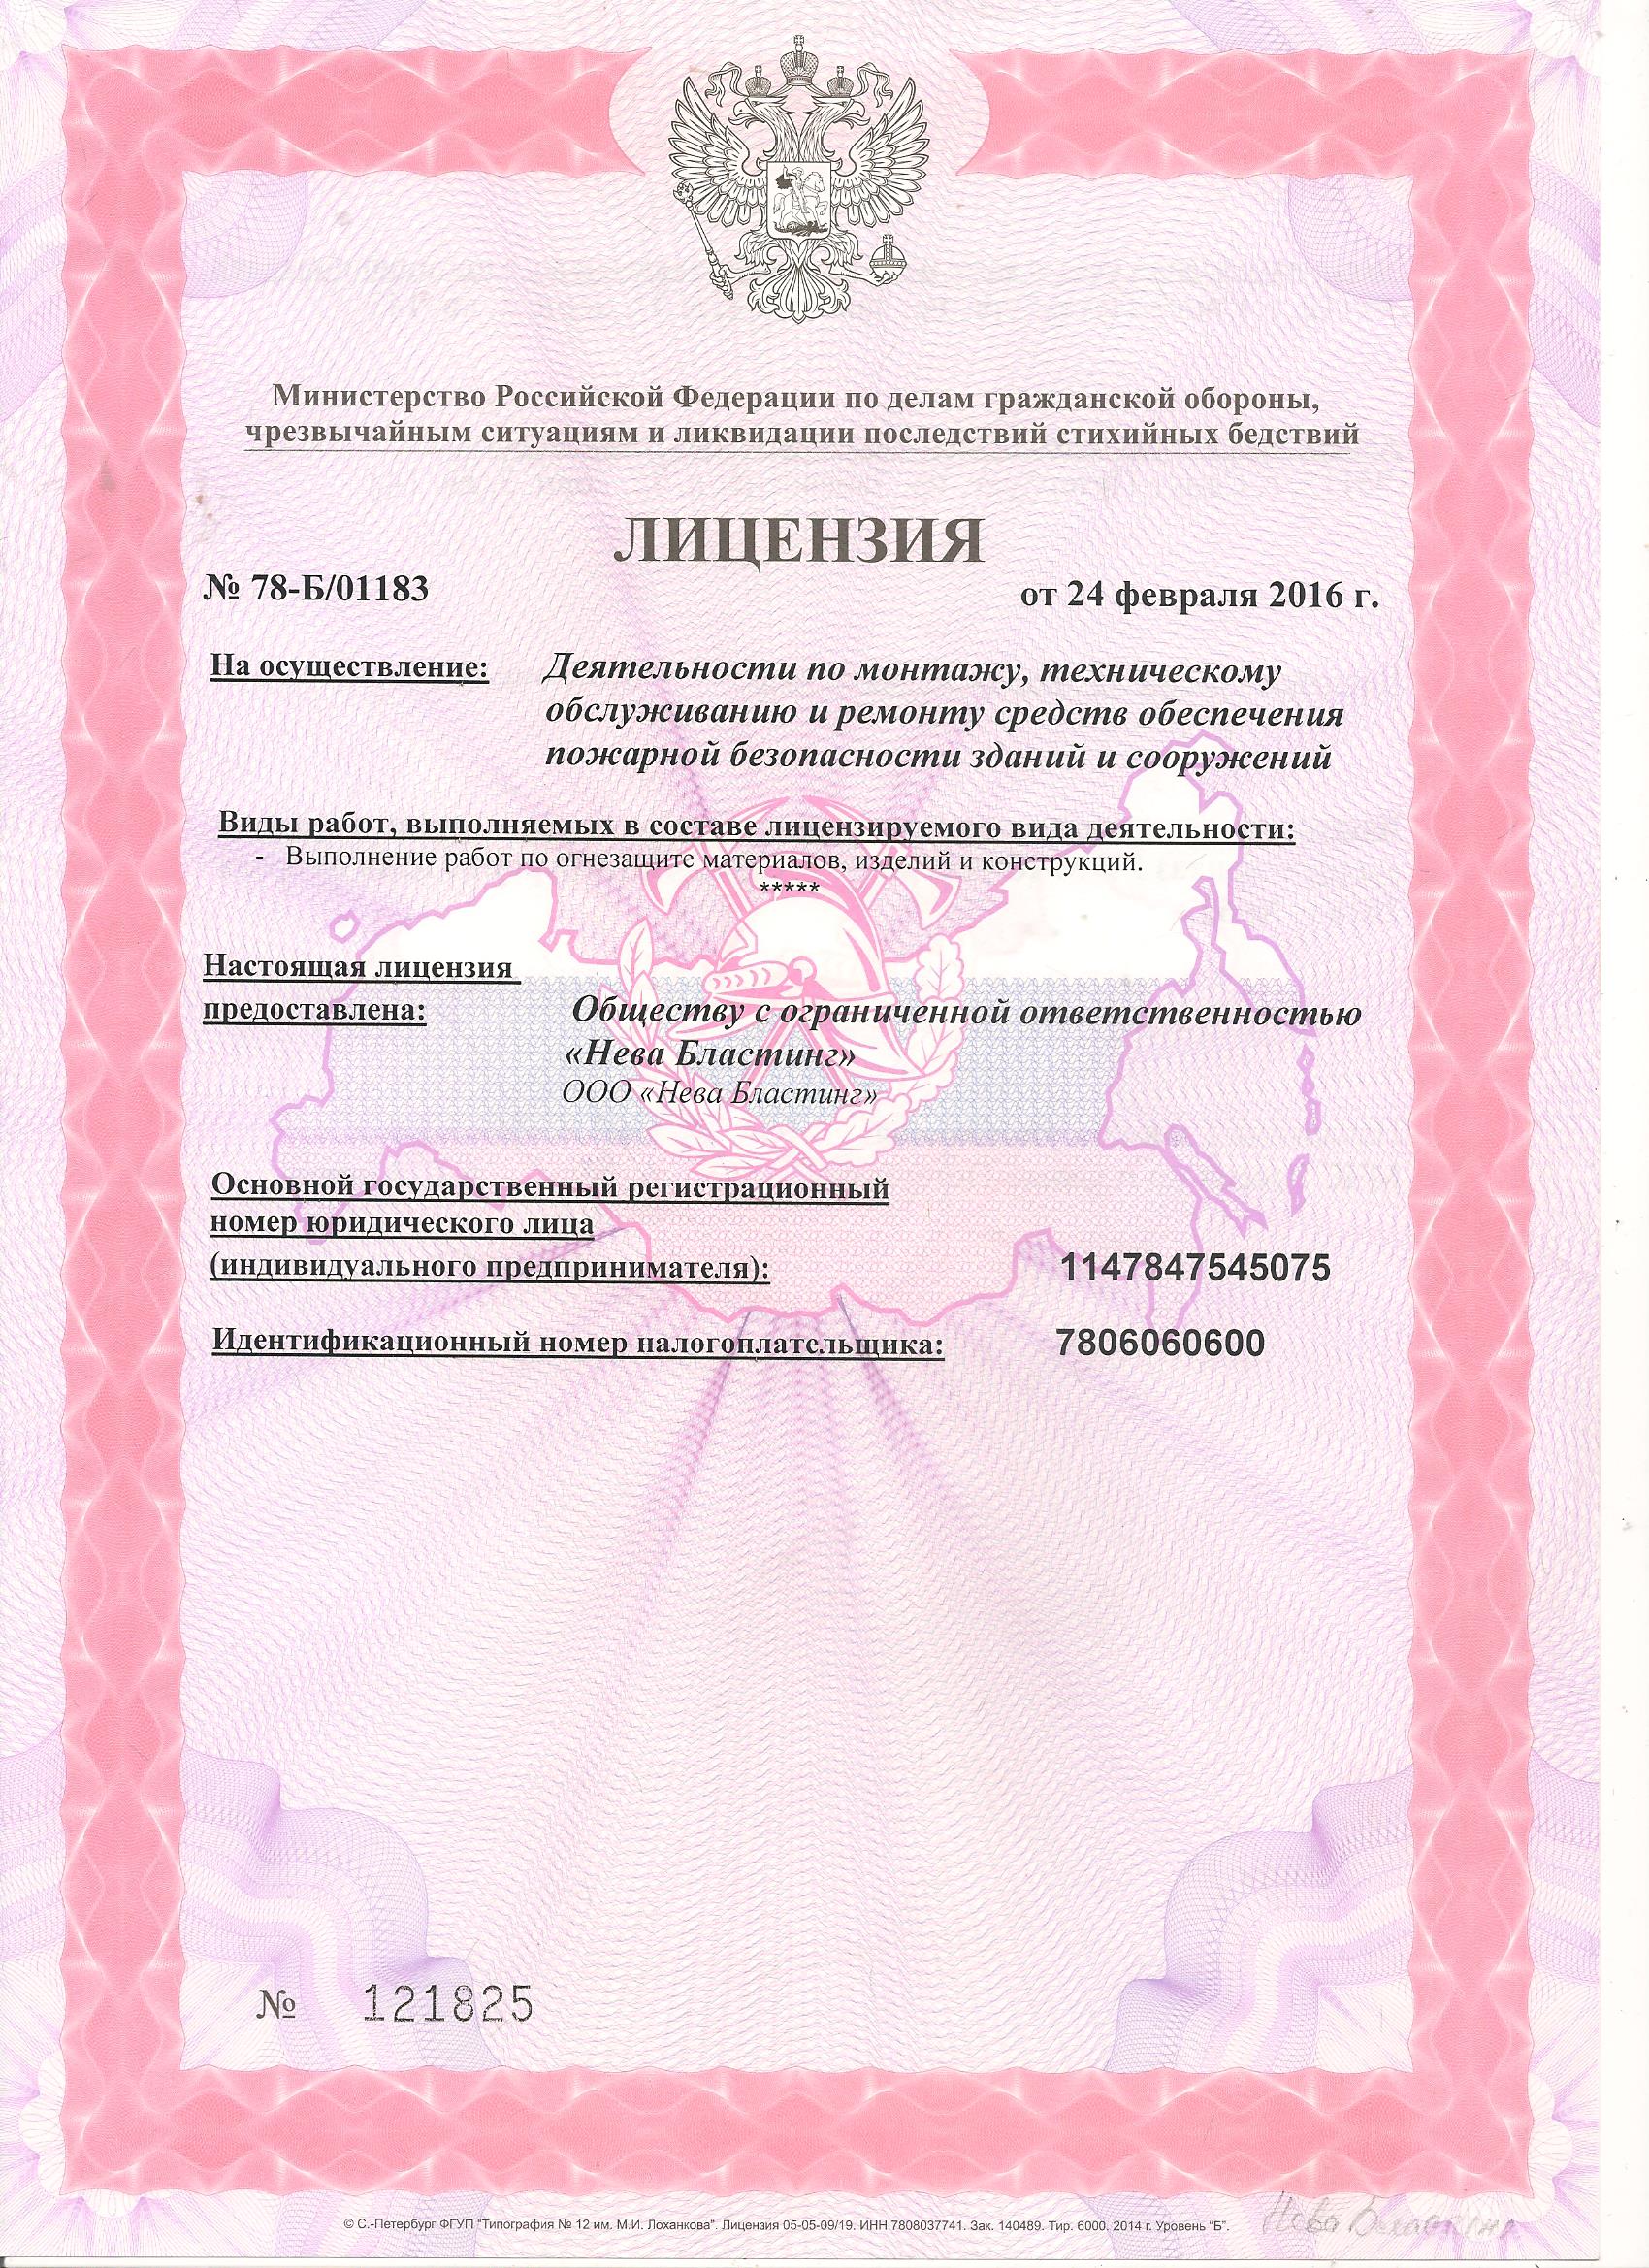 Министерство Российской Федерации по делам гражданской обороны,
чрезвычайным ситуациям и ликвидации последствий стихийных бедствий
ЛИЦЕНЗИЯ
№ 78-Б/01183 от 24 февраля 2016 г.
На осуществление: Деятельности по монтажу, техническому
обслуживанию и ремонту средств обеспечения
пожарной безопасности зданий и сооружений
Виды работ, выполняемых в составе лицензируемого вида деятельности:
- Выполнение работ по огнезащите материалов, изделий и конструкций.
*****
Настоящая лицензия
предоставлена: Обществу с ограниченной ответственностью
«Нева Бластинг»
ООО «Нева Бластинг»
Основной государственный регистрационный
номер юридического лица
(индивидуального предпринимателя): 1147847545075
Идентификационный номер налогоплательщика: 7806060600
№ 121825
© С.-Петербург ФГУП "Типография № 12 им. М.И. Лоханкова". Лицензия 05-05-09/19. ИНН 7808037741. Зак. 140489. Тир. 6000. 2014 г. Уровень "Б".
Нева Бластинг